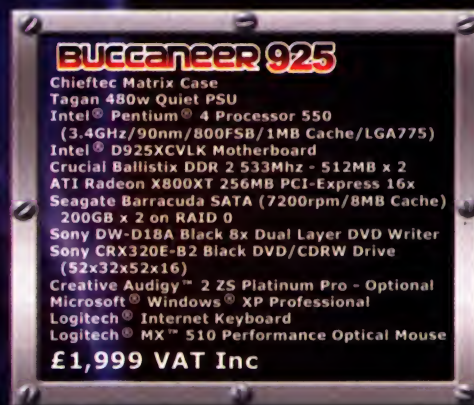 BUCCANEER 925
Chieftec Matrix Case
Tagan 480w Quiet PSU
Intel® Pentium® 4 Processor 550
(3.4GHz/90nm/800FSB/1MB Cache/LGA775)
Intel® D925XCVLK Motherboard
Crucial Ballistix DDR 2 533Mhz - 512MB x 2
ATI Radeon X800XT 256MB PCI-Express 16x
Seagate Barracuda SATA (7200rpm/8MB Cache)
200GB x 2 on RAID 0
Sony DW-D18A Black 8x Dual Layer DVD Writer
Sony CRX320E-B2 Black DVD/CDRW Drive
(52x32x52x16)
Creative Audigy™ 2 ZS Platinum Pro - Optional
Microsoft® Windows® XP Professional
Logitech® Internet Keyboard
Logitech® MX™ 510 Performance Optical Mouse
£1,999 VAT Inc